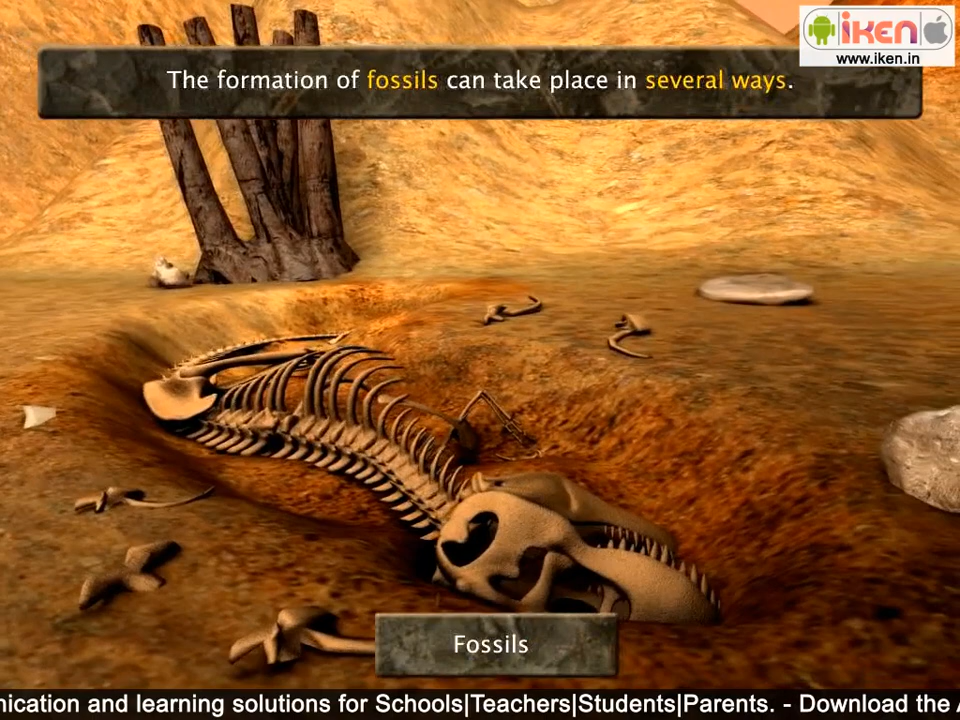 iKEN
www.iken.in
The formation of fossils can take place in several ways.
Fossils
nication and learning solutions for Schools|Teachers|Students|Parents. - Download the